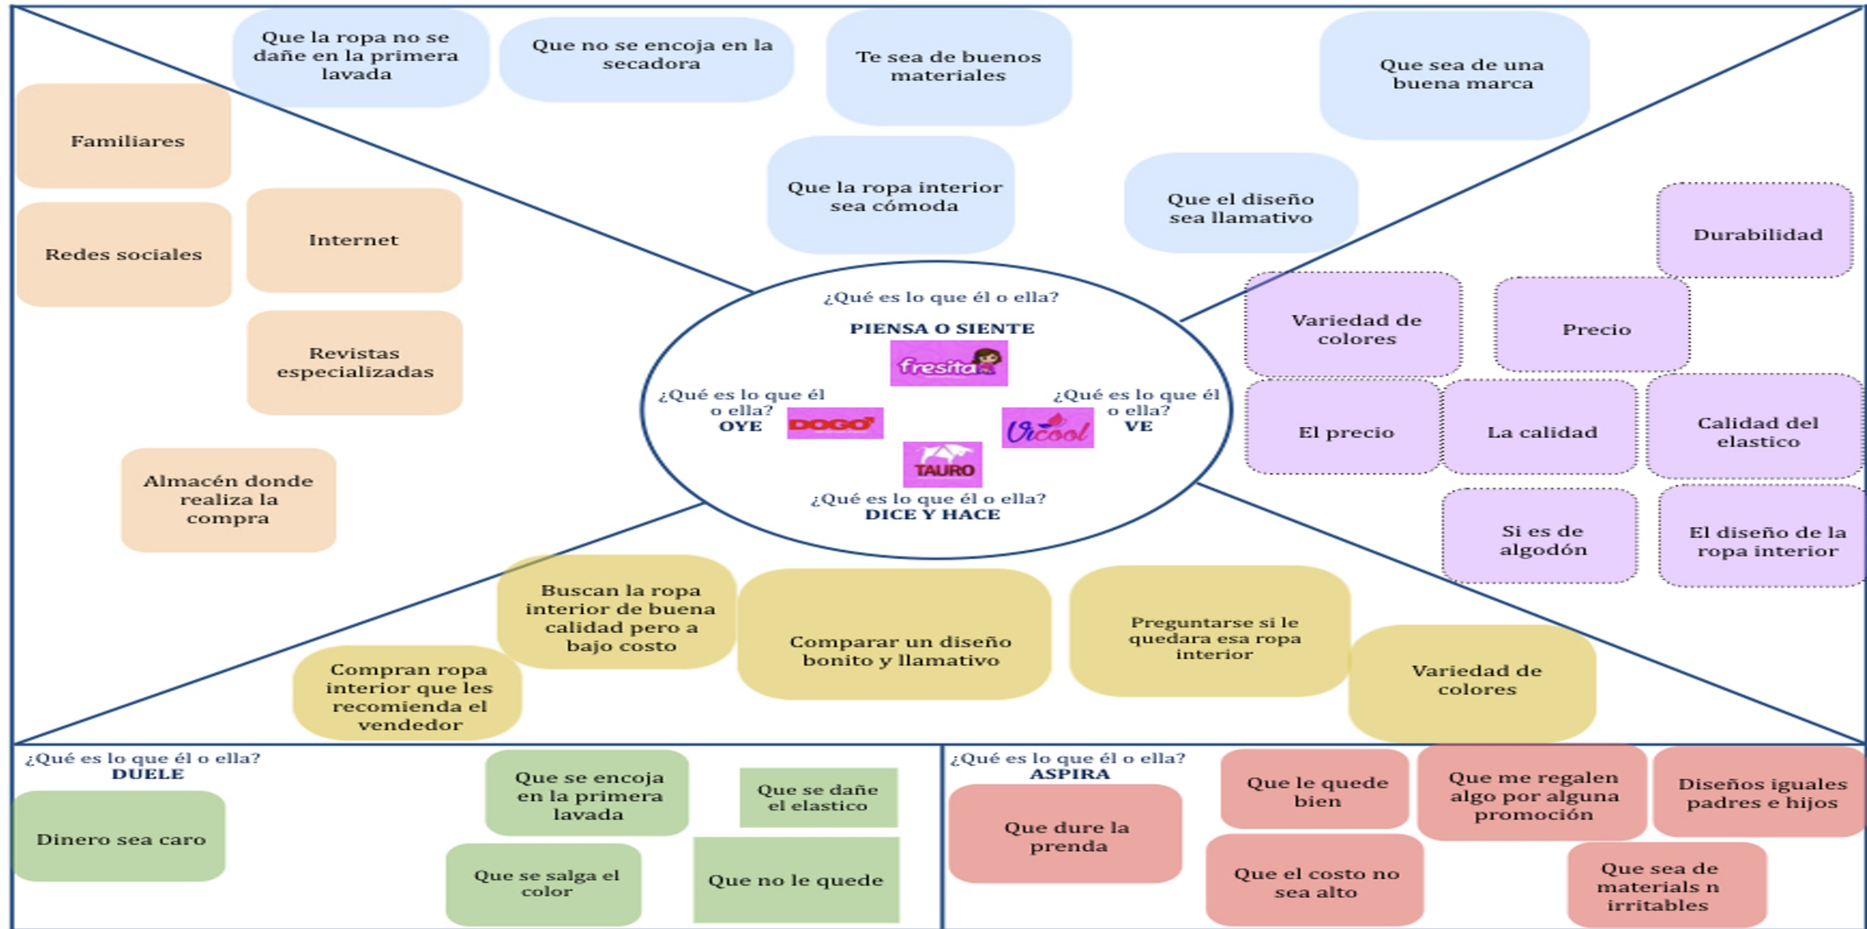 Que la ropa no se
dañe en la primera
lavada
Que no se encoja en la
secadora
Te sea de buenos
materiales
Que sea de una
buena marca
Que la ropa interior
sea cómoda
Que el diseño
sea llamativo
Familiares
Redes sociales
Internet
Revistas
especializadas
Almacén donde
realiza la
compra
¿Qué es lo que él o ella?
PIENSA O SIENTE
fresita
¿Qué es lo que él
o ella?
OYE
DOGO
Vicool
¿Qué es lo que él
o ella?
VE
TAURO
¿Qué es lo que él o ella?
DICE Y HACE
Durabilidad
Variedad de
colores
Precio
El precio
La calidad
Calidad del
elastico
Si es de
algodón
El diseño de la
ropa interior
Compran ropa
interior que les
recomienda el
vendedor
Buscan la ropa
interior de buena
calidad pero a
bajo costo
Comparar un diseño
bonito y llamativo
Preguntarse si le
quedara esa ropa
interior
Variedad de
colores
¿Qué es lo que él o ella?
DUELE
Dinero sea caro
Que se encoja
en la primera
lavada
Que se dañe
el elastico
Que se salga el
color
Que no le quede
¿Qué es lo que él o ella?
ASPIRA
Que dure la
prenda
Que le quede
bien
Que me regalen
algo por alguna
promoción
Diseños iguales
padres e hijos
Que el costo no
sea alto
Que sea de
materials n
irritables